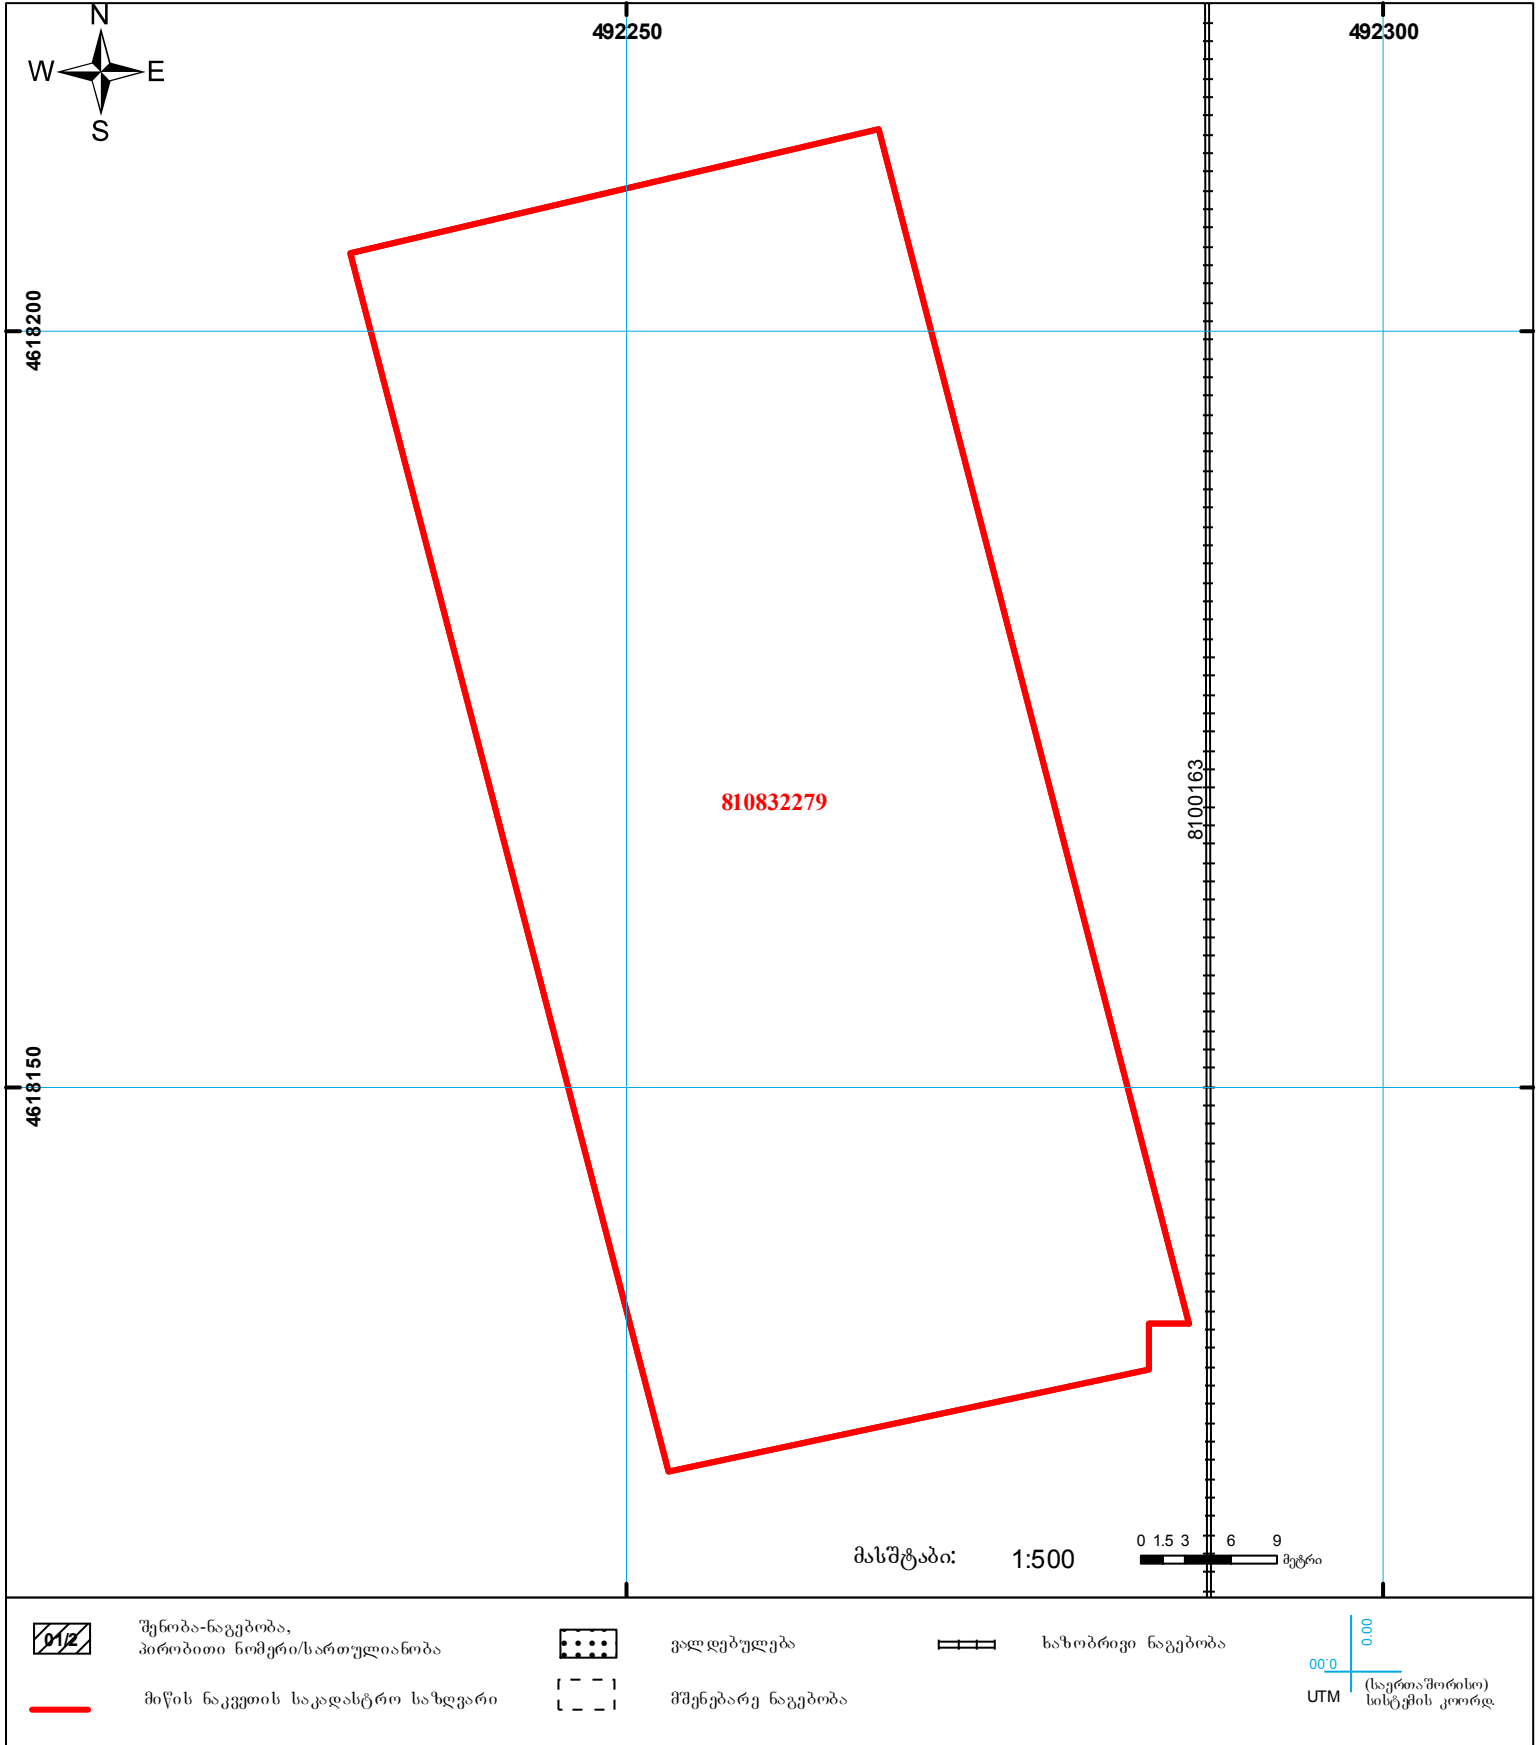 N
W E
S
492250
492300
4618200
4618150
810832279
8100163
მასშტაბი: 1:500
0 1.5 3 6 9
მეტრი
01/2
შენობა-ნაგებობა,
პირობითი ნომერი/სართულიანობა
ვალდებულება
ხაზობრივი ნაგებობა
მიწის ნაკვეთის საკადასტრო საზღვარი
მშენებარე ნაგებობა
0.00
0.00
UTM
(საერთაშორისო)
სისტემის კოორდ.